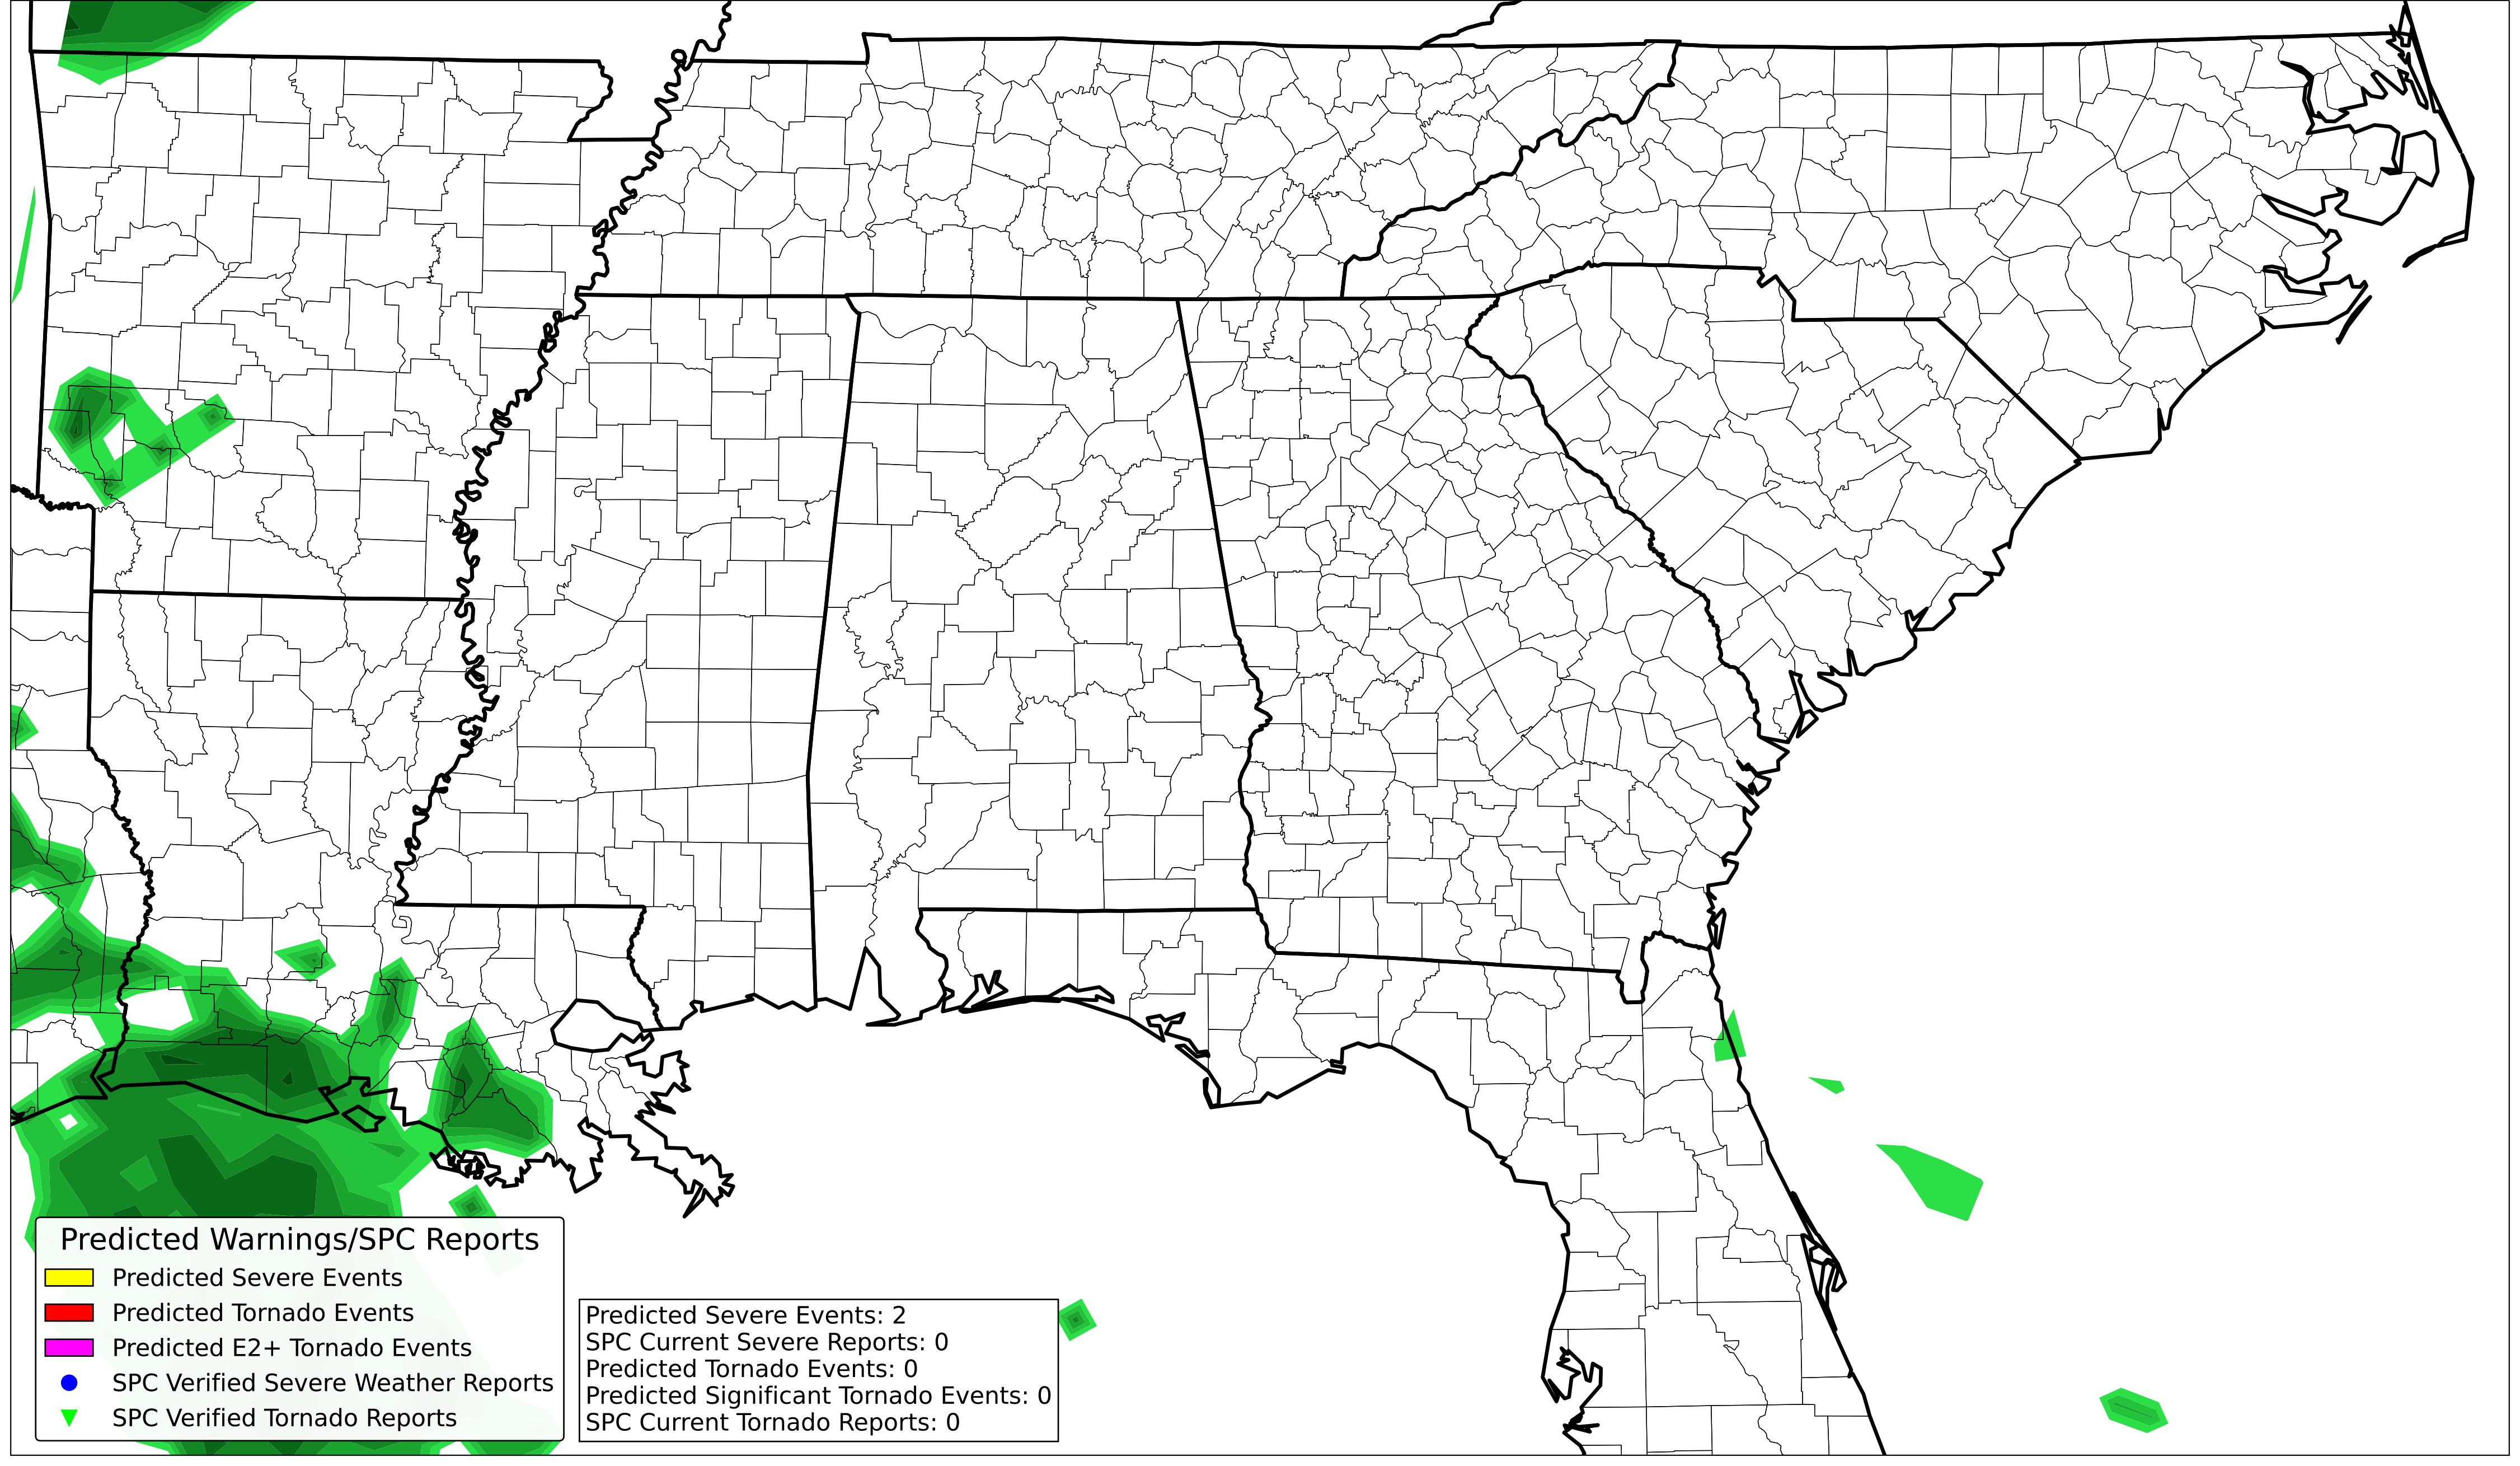 Predicted Warnings/SPC Reports
Predicted Severe Events
Predicted Tornado Events
Predicted E2+ Tornado Events
SPC Verified Severe Weather Reports
SPC Verified Tornado Reports
Predicted Severe Events: 2
SPC Current Severe Reports: 0
Predicted Tornado Events: 0
Predicted Significant Tornado Events: 0
SPC Current Tornado Reports: 0